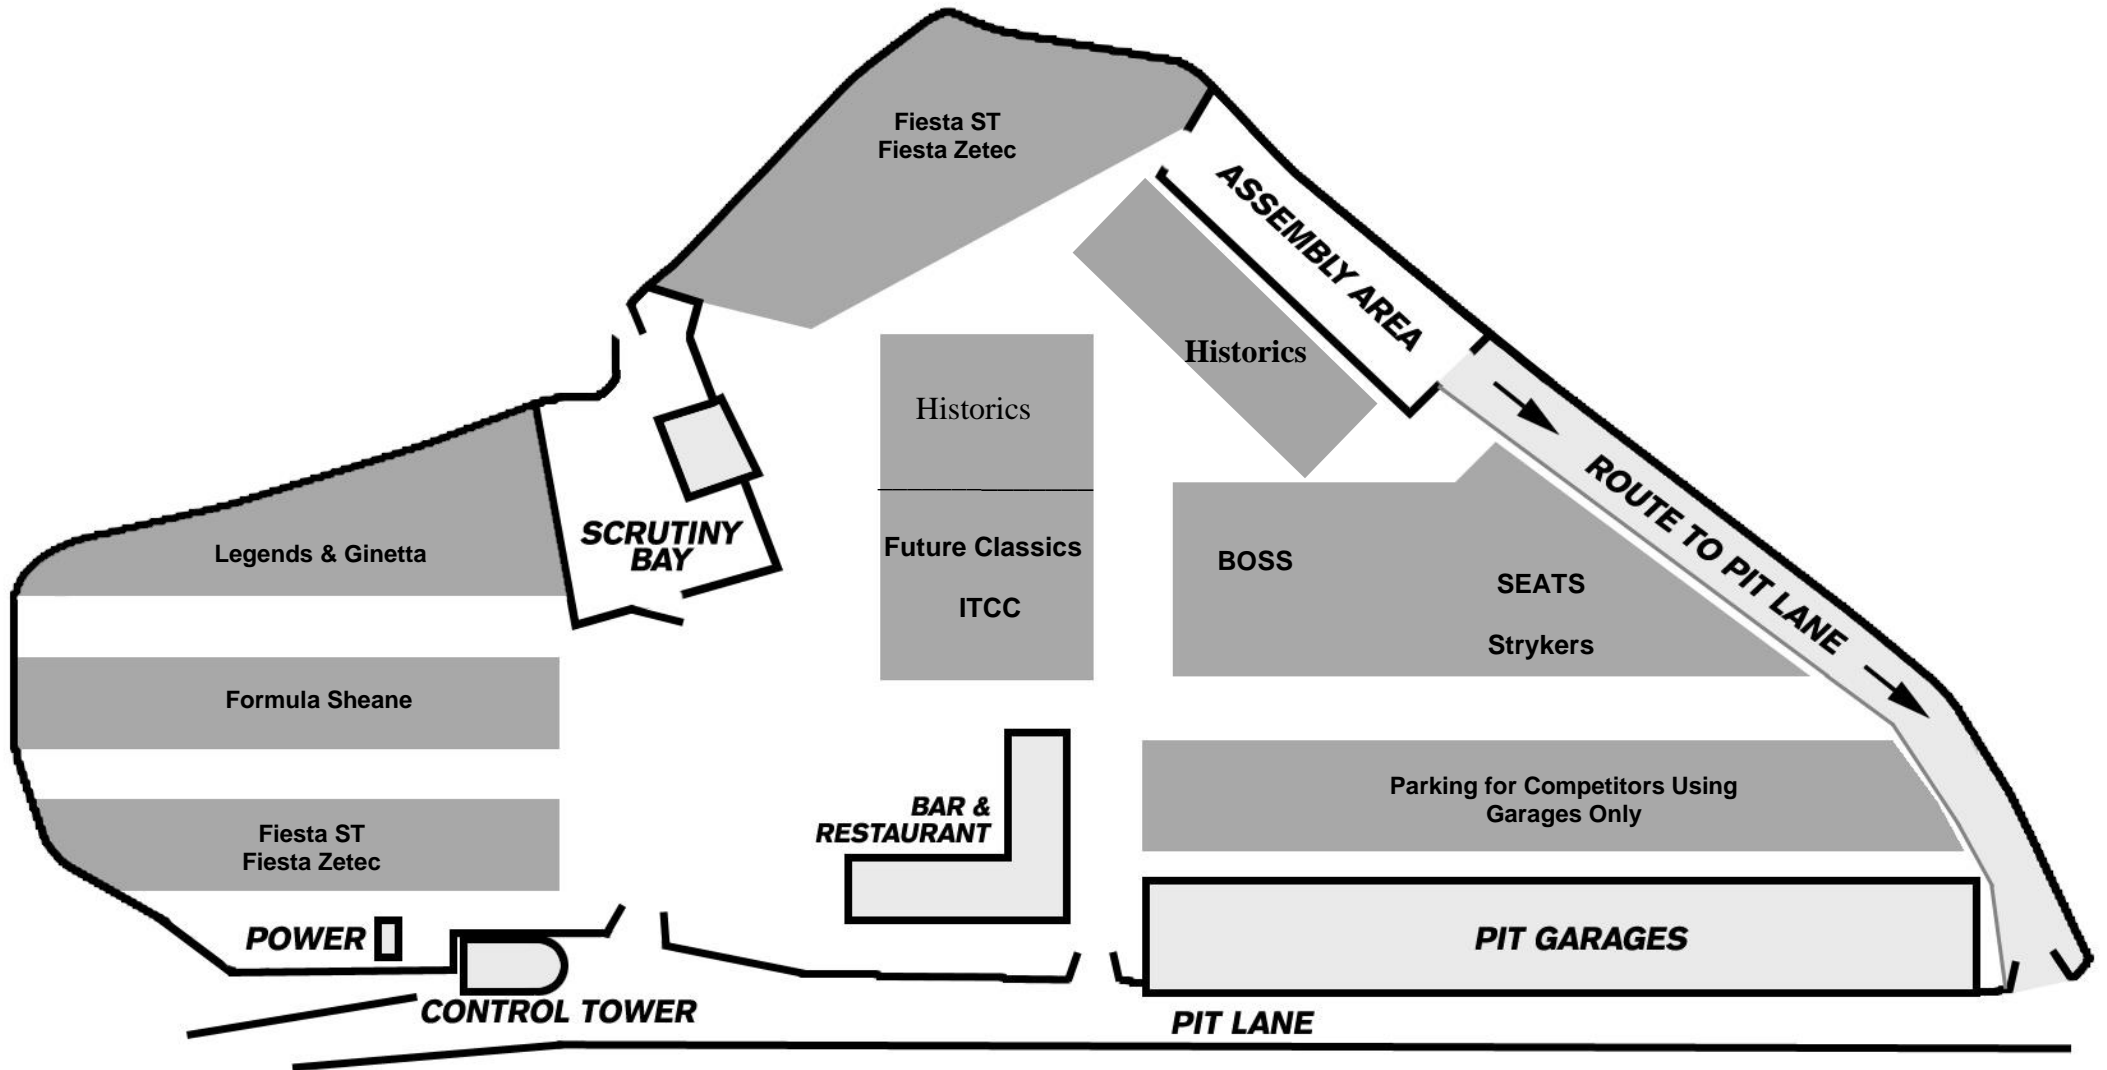 Fiesta ST
Fiesta Zetec
ASSEMBLY AREA
Historics
Historics
ROUTE TO PIT LANE
SCRUTINY
BAY
Legends & Ginetta
Future Classics
ITCC
BOSS
SEATS
Strykers
Formula Sheane
Parking for Competitors Using
Garages Only
BAR &
RESTAURANT
Fiesta ST
Fiesta Zetec
POWER
PIT GARAGES
CONTROL TOWER
PIT LANE